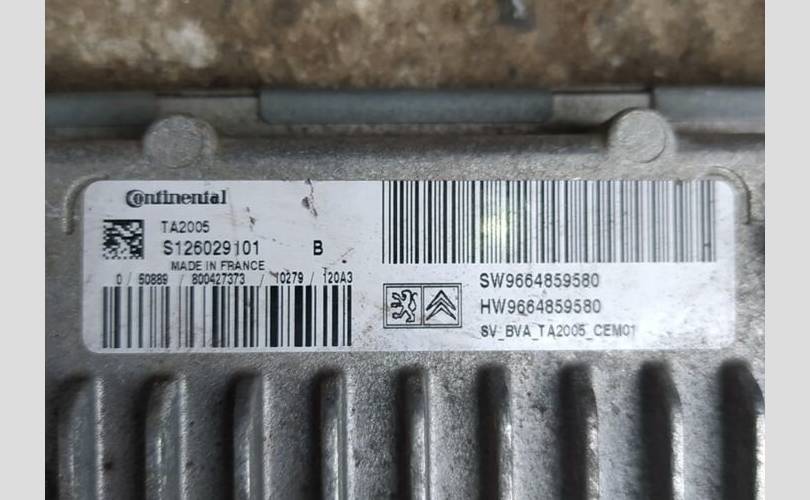 Continental
TA2005
S126029101 B
MADE IN FRANCE
0 / 50889 / 800427373 / 10279 / 120A3
SW9664859580
HW9664859580
SV_BVA_TA2005_CEM01